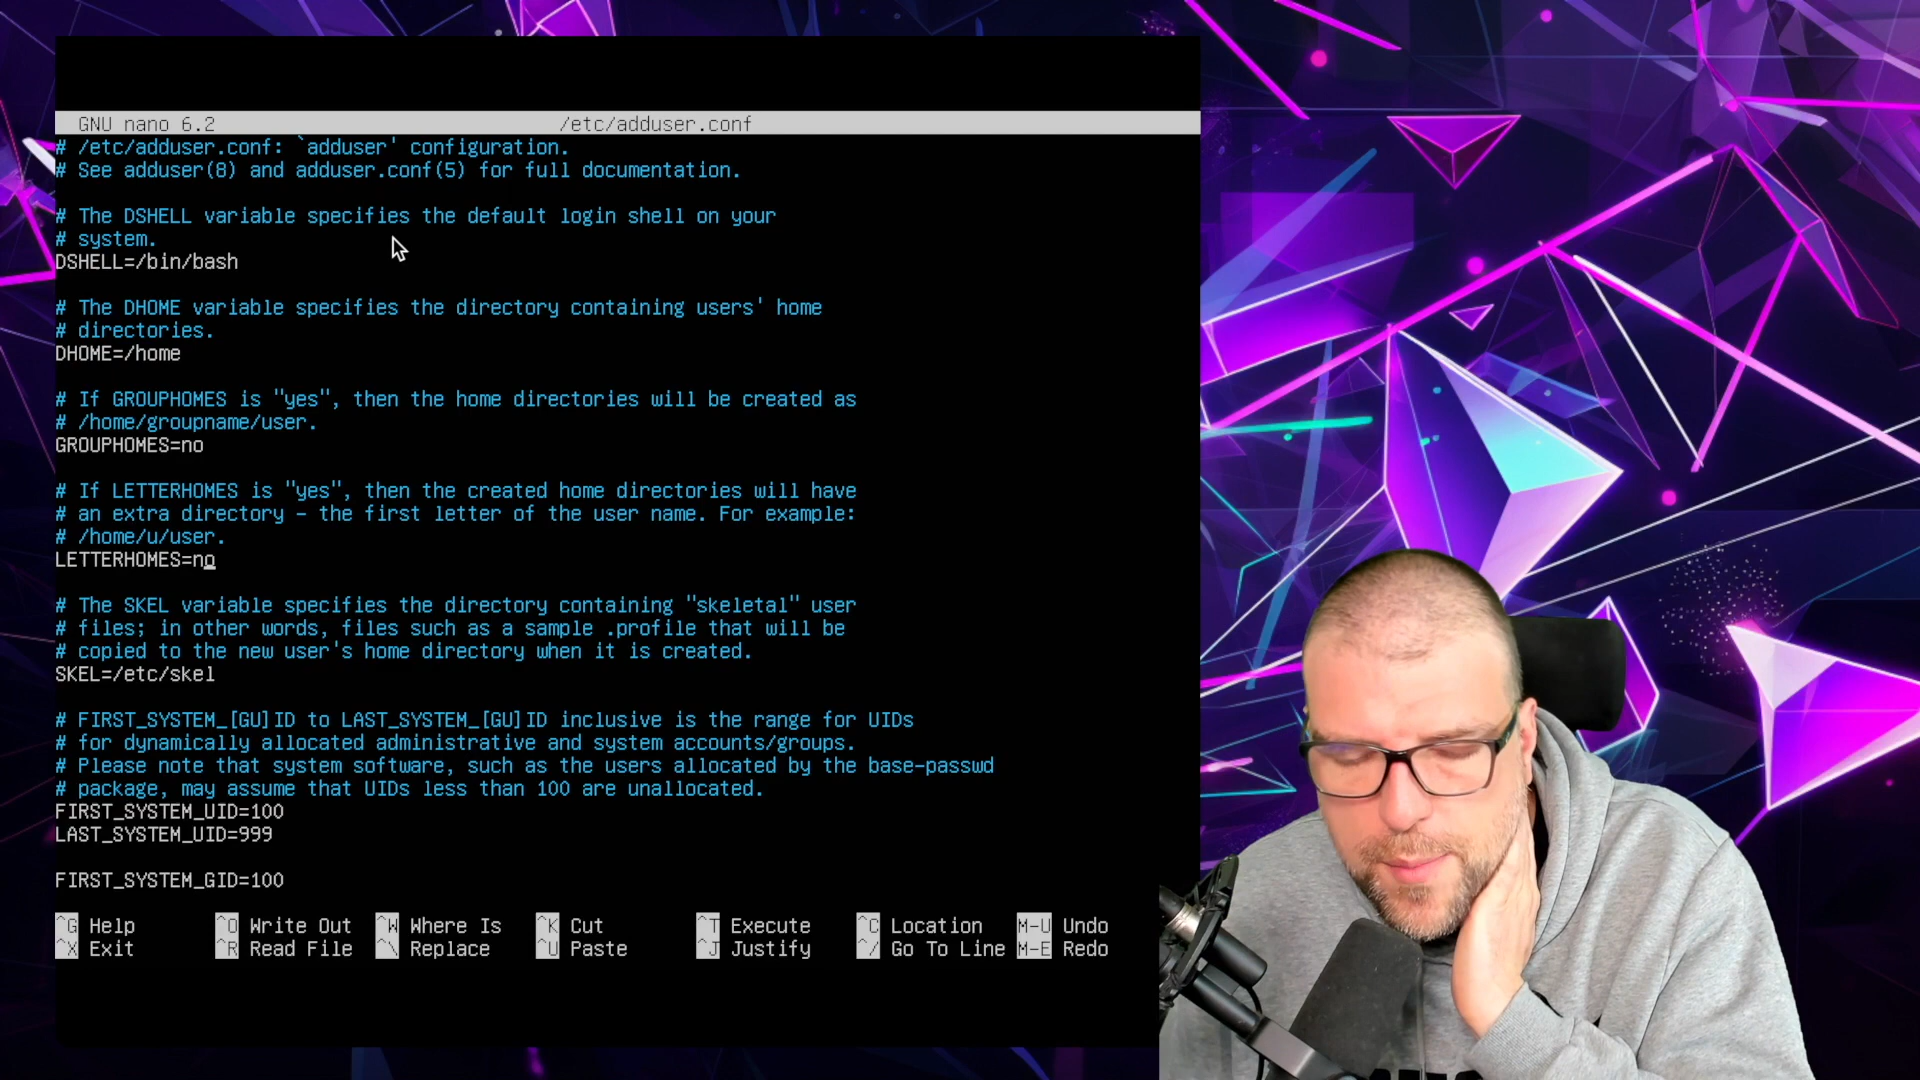 GNU nano 6.2 /etc/adduser.conf
# /etc/adduser.conf: `adduser' configuration.
# See adduser(8) and adduser.conf(5) for full documentation.
# The DSHELL variable specifies the default login shell on your
# system.
DSHELL=/bin/bash
# The DHOME variable specifies the directory containing users' home
# directories.
DHOME=/home
# If GROUPHOMES is "yes", then the home directories will be created as
# /home/groupname/user.
GROUPHOMES=no
# If LETTERHOMES is "yes", then the created home directories will have
# an extra directory - the first letter of the user name. For example:
# /home/u/user.
LETTERHOMES=no
# The SKEL variable specifies the directory containing "skeletal" user
# files; in other words, files such as a sample .profile that will be
# copied to the new user's home directory when it is created.
SKEL=/etc/skel
# FIRST_SYSTEM_[GU]ID to LAST_SYSTEM_[GU]ID inclusive is the range for UIDs
# for dynamically allocated administrative and system accounts/groups.
# Please note that system software, such as the users allocated by the base-passwd
# package, may assume that UIDs less than 100 are unallocated.
FIRST_SYSTEM_UID=100
LAST_SYSTEM_UID=999
FIRST_SYSTEM_GID=100
^G Help ^O Write Out ^W Where Is ^K Cut ^T Execute ^C Location M-U Undo
^X Exit ^R Read File ^\ Replace ^U Paste ^J Justify ^/ Go To Line M-E Redo